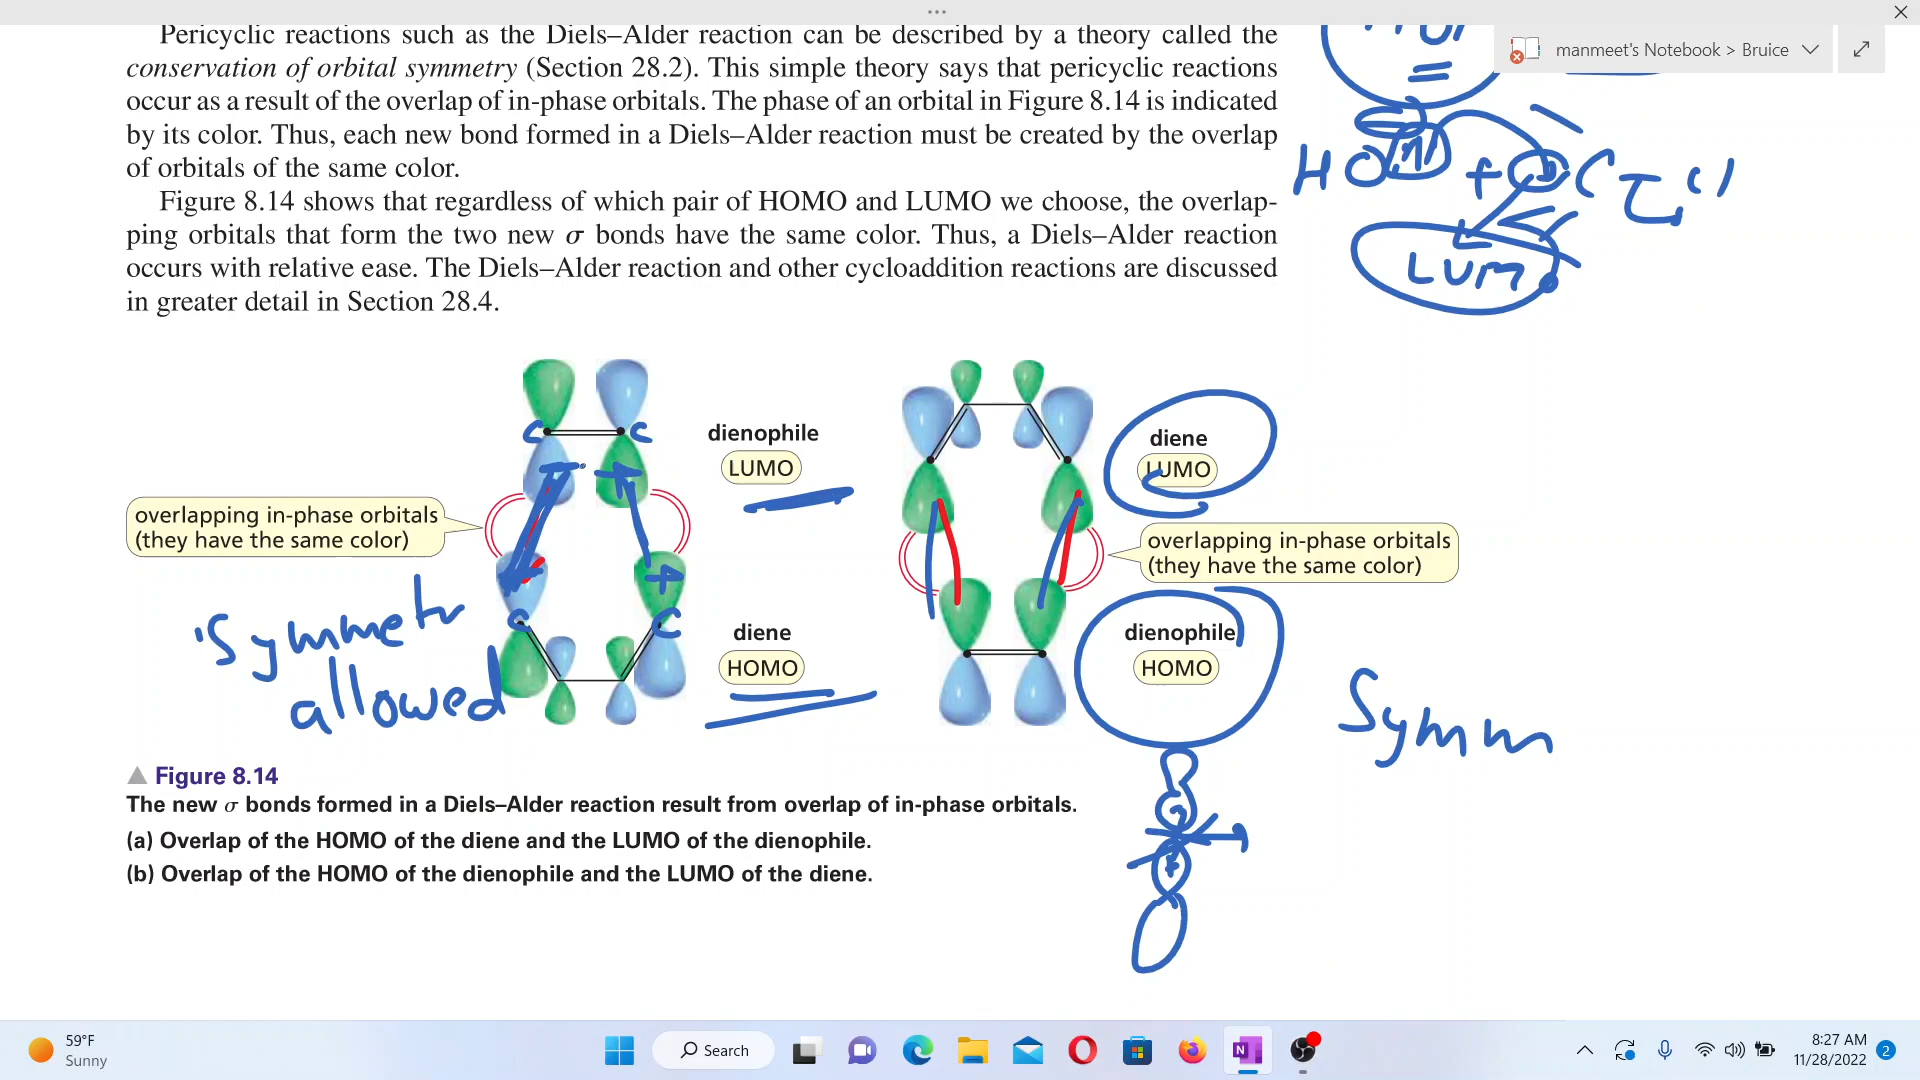 manmeet's Notebook > Bruice
Pericyclic reactions such as the Diels–Alder reaction can be described by a theory called the
conservation of orbital symmetry (Section 28.2). This simple theory says that pericyclic reactions
occur as a result of the overlap of in-phase orbitals. The phase of an orbital in Figure 8.14 is indicated
by its color. Thus, each new bond formed in a Diels–Alder reaction must be created by the overlap
of orbitals of the same color.
Figure 8.14 shows that regardless of which pair of HOMO and LUMO we choose, the overlap-
ping orbitals that form the two new σ bonds have the same color. Thus, a Diels–Alder reaction
occurs with relative ease. The Diels–Alder reaction and other cycloaddition reactions are discussed
in greater detail in Section 28.4.
HOM +
LUMO
C C
dienophile
LUMO
overlapping in-phase orbitals
(they have the same color)
C C
diene
HOMO
Symmetr
allowed
diene
LUMO
overlapping in-phase orbitals
(they have the same color)
dienophile
HOMO
Symm
▲ Figure 8.14
The new σ bonds formed in a Diels–Alder reaction result from overlap of in-phase orbitals.
(a) Overlap of the HOMO of the diene and the LUMO of the dienophile.
(b) Overlap of the HOMO of the dienophile and the LUMO of the diene.
59°F
Sunny
Search
8:27 AM
11/28/2022
2